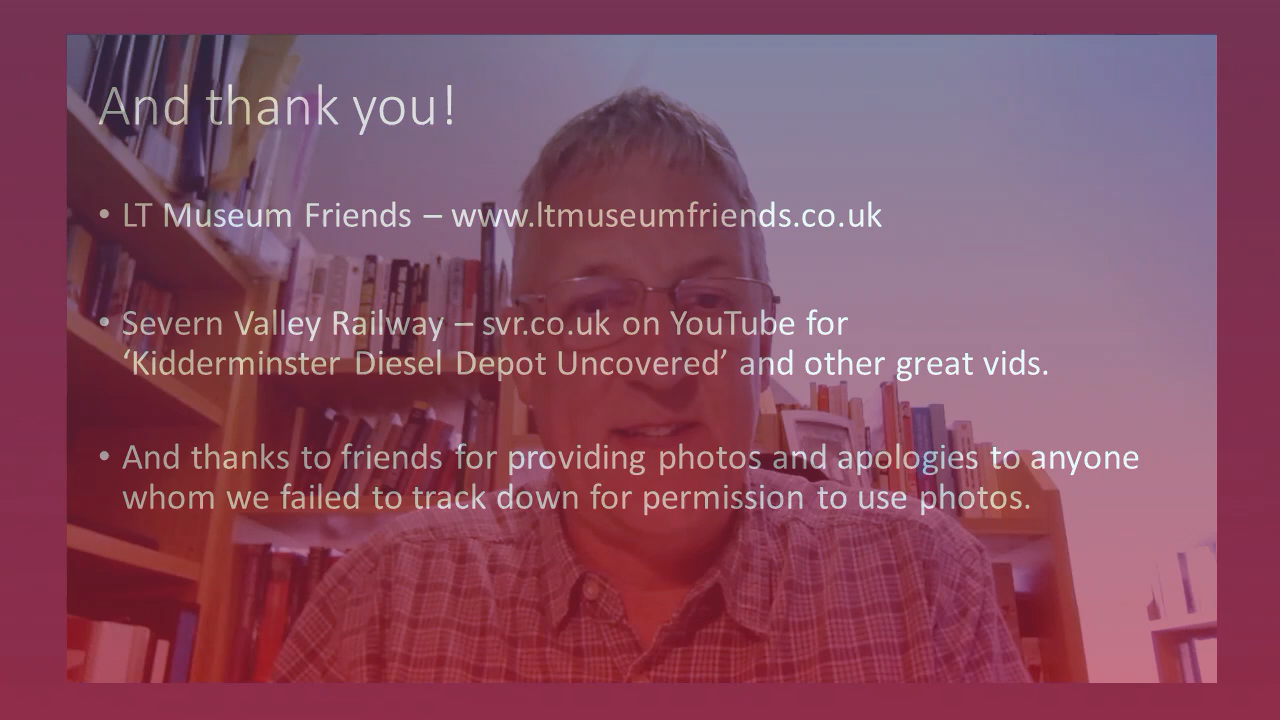 And thank you!
• LT Museum Friends – www.ltmuseumfriends.co.uk
• Severn Valley Railway – svr.co.uk on YouTube for
‘Kidderminster Diesel Depot Uncovered’ and other great vids.
• And thanks to friends for providing photos and apologies to anyone
whom we failed to track down for permission to use photos.